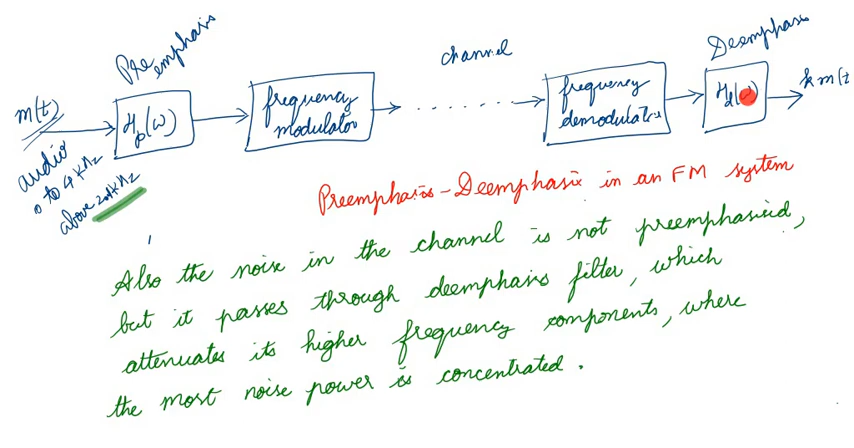 Preemphasis
Deemphasis
channel
m(t)
Hp(ω)
frequency modulator
frequency demodulator
Hd(ω)
k m(t
audio
0 to 4 kHz
above 2.1 kHz
Preemphasis - Deemphasis in an FM system
Also the noise in the channel is not preemphasized,
but it passes through deemphasis filter, which
attenuates its higher frequency components, where
the most noise power is concentrated.